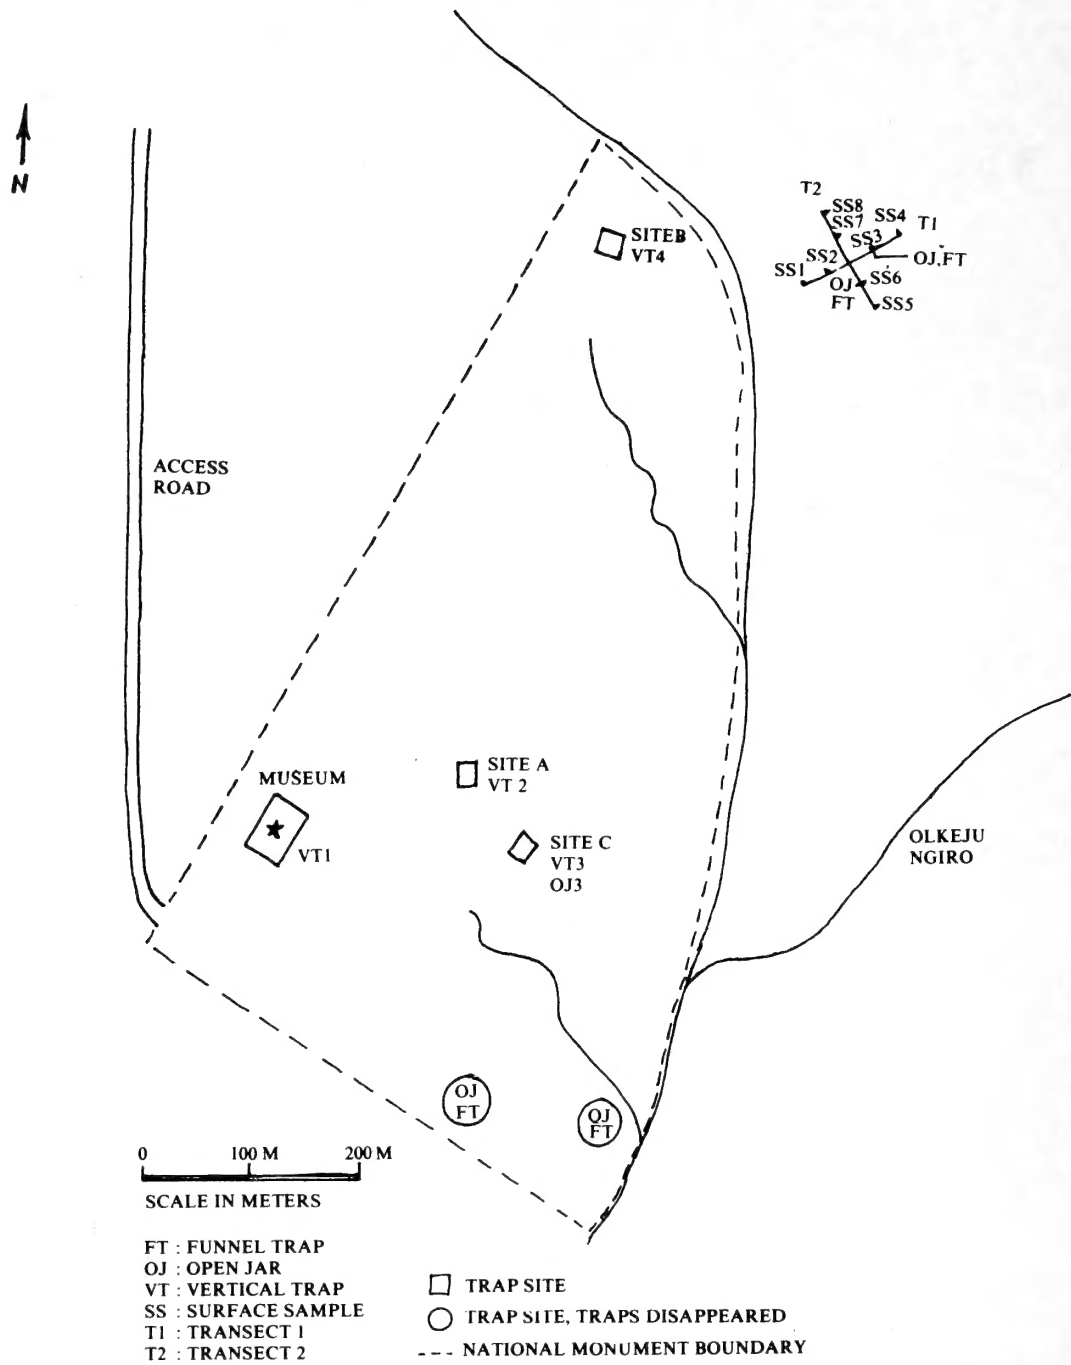 N
T2
SS8
SS7
SS4
T1
SS3
OJ, FT
SS2
SS1
SS6
OJ
FT
SS5
SITEB
VT4
ACCESS
ROAD
MUSEUM
VT1
SITE A
VT 2
SITE C
VT3
OJ3
OLKEJU
NGIRO
OJ
FT
OJ
FT
0 100 M 200 M
SCALE IN METERS
FT : FUNNEL TRAP
OJ : OPEN JAR
VT : VERTICAL TRAP
SS : SURFACE SAMPLE
T1 : TRANSECT 1
T2 : TRANSECT 2
TRAP SITE
TRAP SITE, TRAPS DISAPPEARED
NATIONAL MONUMENT BOUNDARY